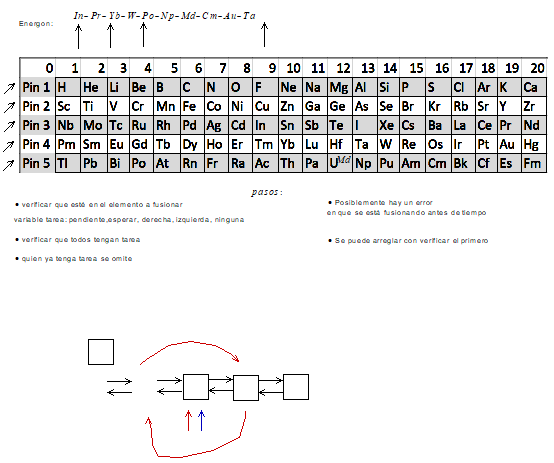 Energon: In- Pr- Yb- W- Po- Np- Md- Cm- Au- Ta
0 1 2 3 4 5 6 7 8 9 10 11 12 13 14 15 16 17 18 19 20
Pin 1 H He Li Be B C N O F Ne Na Mg Al Si P S Cl Ar K Ca
Pin 2 Sc Ti V Cr Mn Fe Co Ni Cu Zn Ga Ge As Se Br Kr Rb Sr Y Zr
Pin 3 Nb Mo Tc Ru Rh Pd Ag Cd In Sn Sb Te I Xe Cs Ba La Ce Pr Nd
Pin 4 Pm Sm Eu Gd Tb Dy Ho Er Tm Yb Lu Hf Ta W Re Os Ir Pt Au Hg
Pin 5 Tl Pb Bi Po At Rn Fr Ra Ac Th Pa U Md Np Pu Am Cm Bk Cf Es Fm
pasos:
• verificar que esté en el elemento a fusionar
variable tarea: pendiente,esperar, derecha, izquierda, ninguna
• verificar que todos tengan tarea
• quien ya tenga tarea se omite
• Posiblemente hay un error
en que se está fusionando antes de tiempo
• Se puede arreglar con verificar el primero